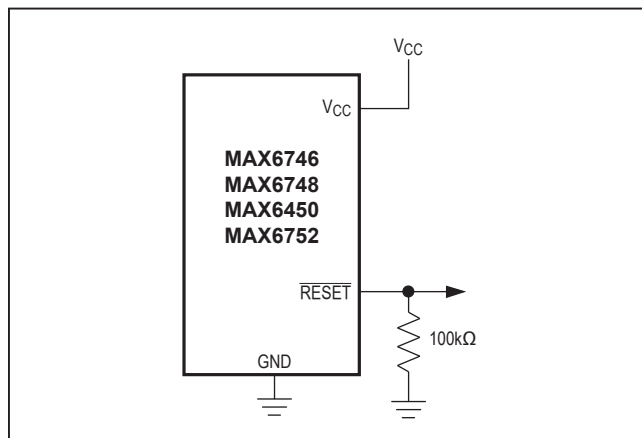 VCC
VCC
MAX6746
MAX6748
MAX6450
MAX6752
RESET
100kΩ
GND